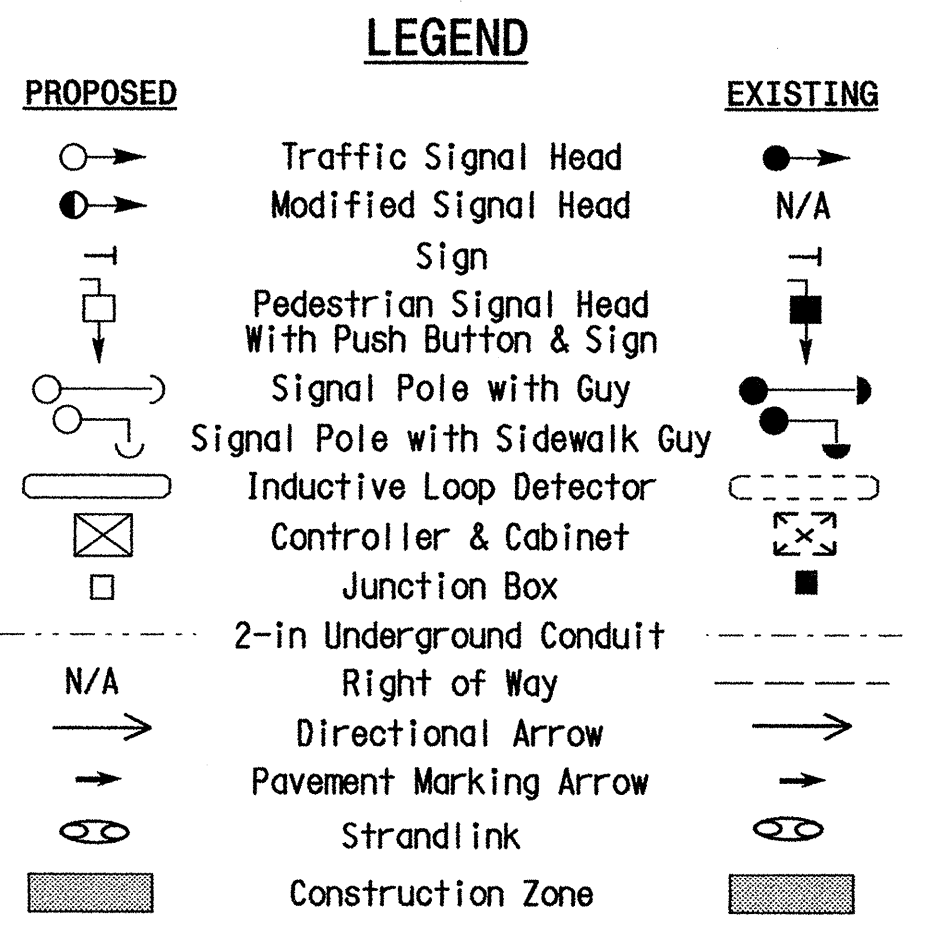 LEGEND
PROPOSED EXISTING
Traffic Signal Head
Modified Signal Head N/A
Sign
Pedestrian Signal Head
With Push Button & Sign
Signal Pole with Guy
Signal Pole with Sidewalk Guy
Inductive Loop Detector
Controller & Cabinet
Junction Box
2-in Underground Conduit
N/A Right of Way
Directional Arrow
Pavement Marking Arrow
Strandlink
Construction Zone